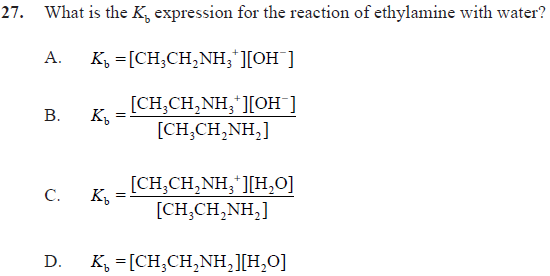 27. What is the K_b expression for the reaction of ethylamine with water?
A. K_b =[CH₃CH₂NH₃⁺][OH⁻]
B. K_b = [CH₃CH₂NH₃⁺][OH⁻]
[CH₃CH₂NH₂]
C. K_b = [CH₃CH₂NH₃⁺][H₂O]
[CH₃CH₂NH₂]
D. K_b =[CH₃CH₂NH₂][H₂O]